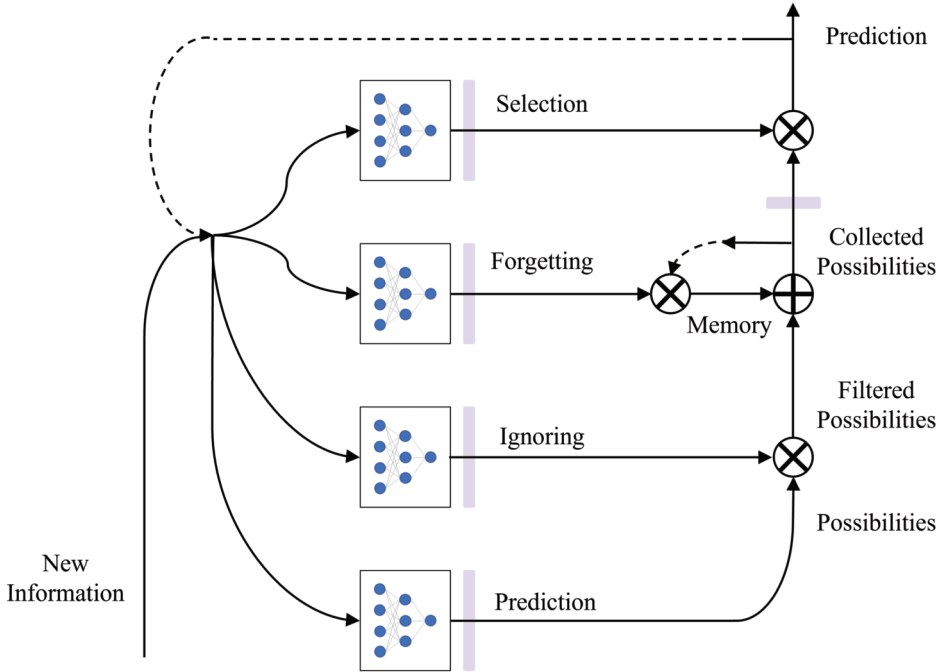 Prediction
Selection
Forgetting
Collected
Possibilities
Memory
Filtered
Possibilities
Ignoring
Possibilities
New
Information
Prediction